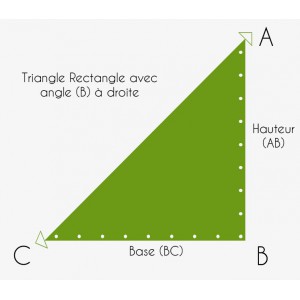 A
Triangle Rectangle avec
angle (B) à droite
Hauteur
(AB)
C
Base (BC)
B